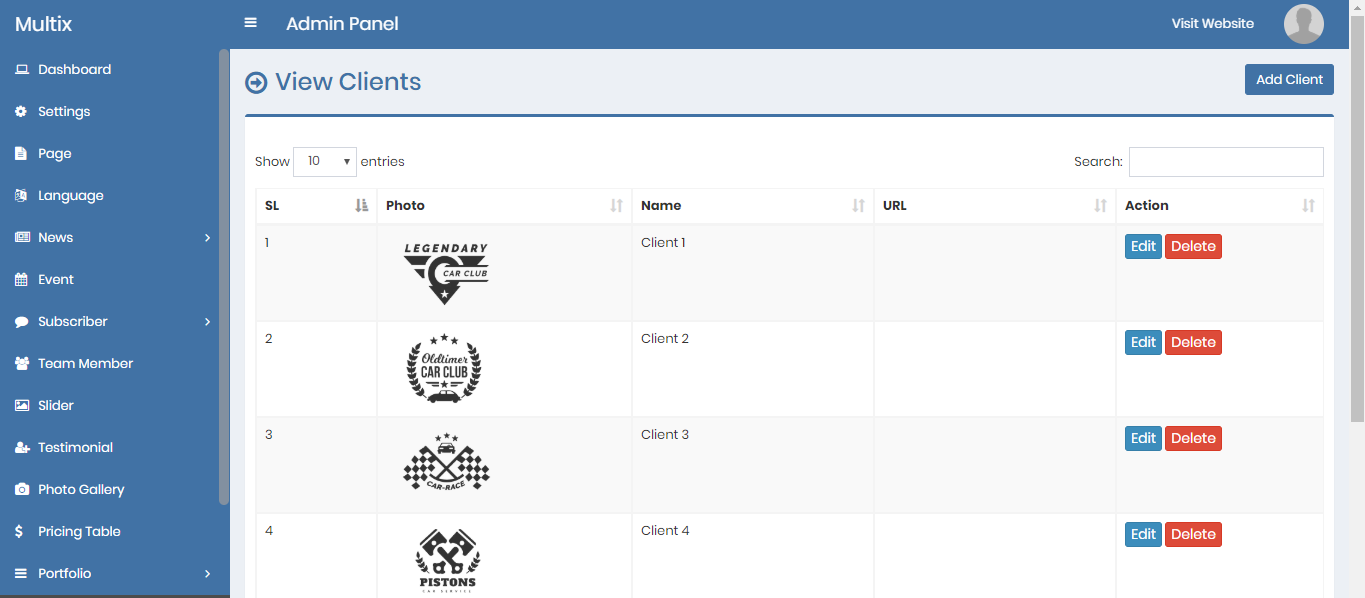 Multix
Admin Panel
Visit Website
Dashboard
Settings
Page
Language
News
Event
Subscriber
Team Member
Slider
Testimonial
Photo Gallery
Pricing Table
Portfolio
View Clients
Add Client
Show 10 entries
Search:
SL Photo Name URL Action
1 Client 1 Edit Delete
LEGENDARY
CAR CLUB
2 Client 2 Edit Delete
Oldtimer
CAR CLUB
3 Client 3 Edit Delete
CAR-RACE
4 Client 4 Edit Delete
PISTONS
CAR SERVICE